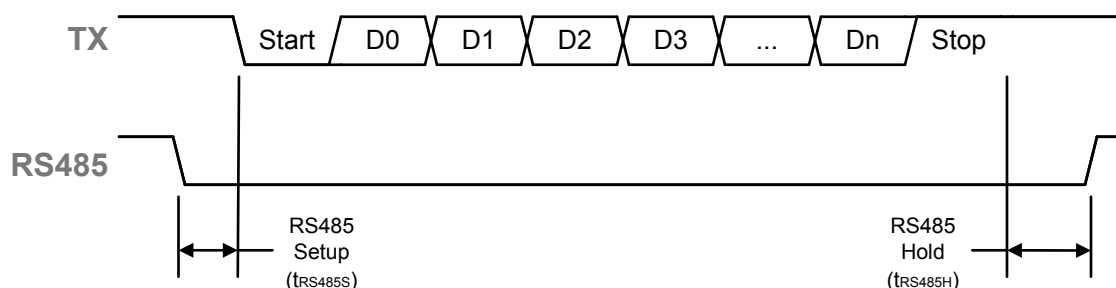 TX Start D0 D1 D2 D3 ... Dn Stop
RS485
RS485 RS485
Setup Hold
(tRS485S) (tRS485H)